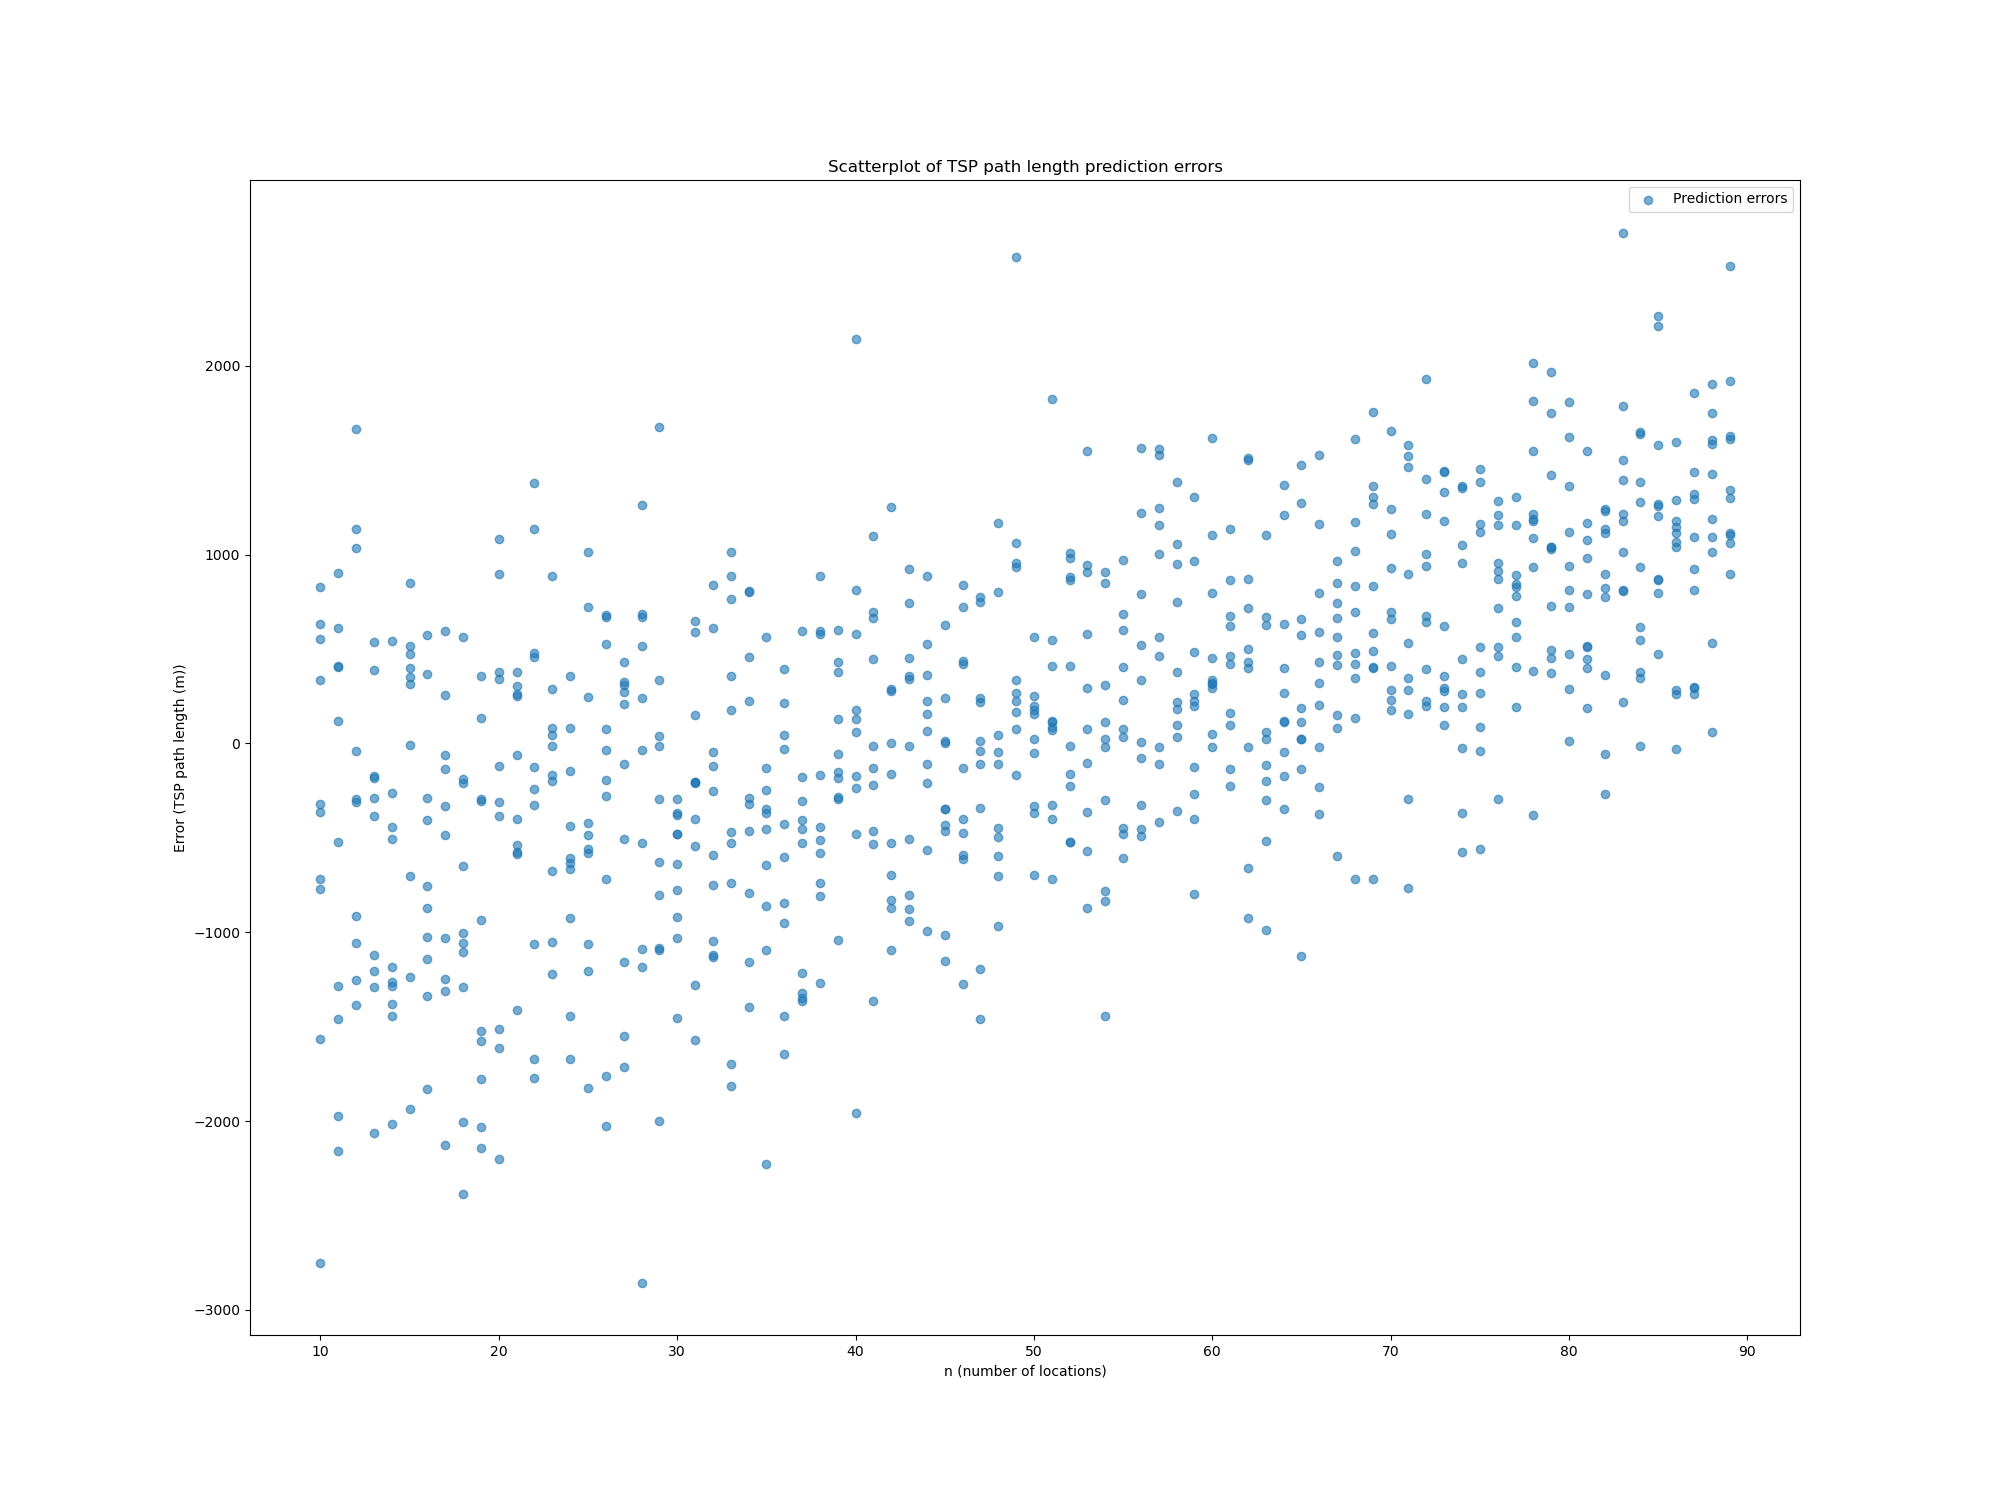 Scatterplot of TSP path length prediction errors
Prediction errors
Error (TSP path length (m))
2000
1000
0
−1000
−2000
−3000
10 20 30 40 50 60 70 80 90
n (number of locations)